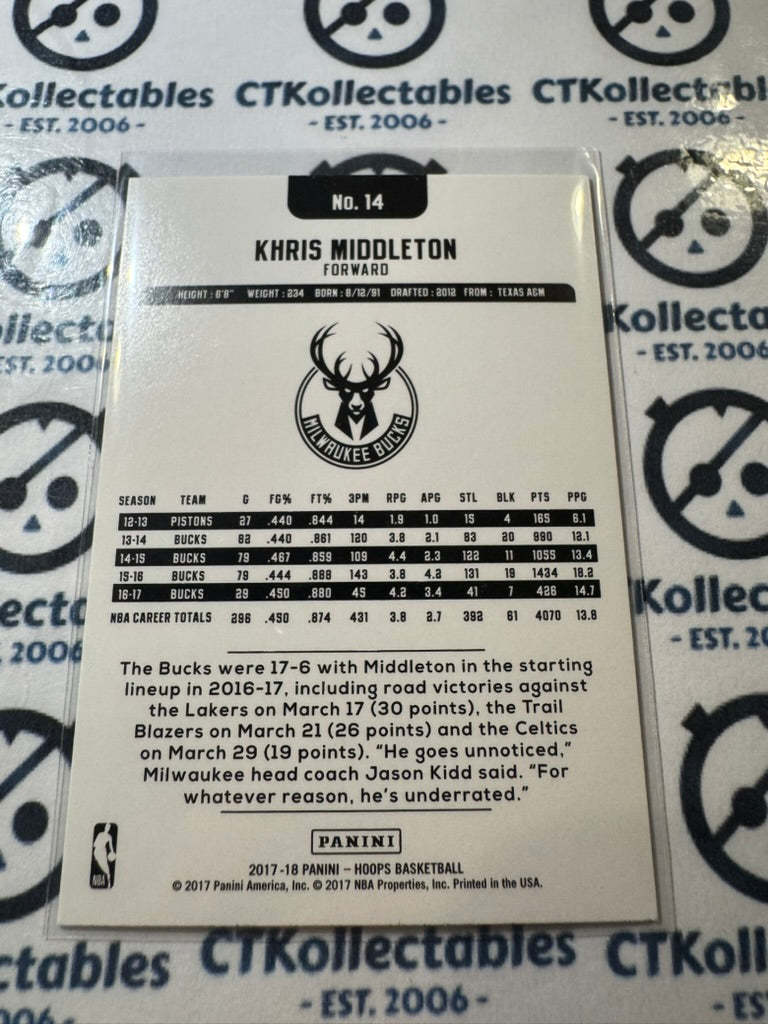 Kollectables CTKollectables CTKollectabl
- EST. 2006 - - EST. 2006 - - EST. 2006
No. 14
KHRIS MIDDLETON
FORWARD
HEIGHT : 6'8" WEIGHT : 234 BORN : 8/12/91 DRAFTED : 2012 FROM : TEXAS A&M
MILWAUKEE BUCKS
SEASON TEAM G FG% FT% 3PM RPG APG STL BLK PTS PPG
12-13 PISTONS 27 .440 .844 14 1.9 1.0 15 4 165 6.1
13-14 BUCKS 82 .440 .861 120 3.8 2.1 83 20 990 12.1
14-15 BUCKS 79 .467 .859 109 4.4 2.3 122 11 1055 13.4
15-16 BUCKS 79 .444 .888 143 3.8 4.2 131 19 1434 18.2
16-17 BUCKS 29 .450 .880 45 4.2 3.4 41 7 426 14.7
NBA CAREER TOTALS 296 .450 .874 431 3.8 2.7 392 61 4070 13.8
The Bucks were 17-6 with Middleton in the starting
lineup in 2016-17, including road victories against
the Lakers on March 17 (30 points), the Trail
Blazers on March 21 (26 points) and the Celtics
on March 29 (19 points). "He goes unnoticed,"
Milwaukee head coach Jason Kidd said. "For
whatever reason, he's underrated."
PANINI
NBA
2017-18 PANINI – HOOPS BASKETBALL
© 2017 Panini America, Inc. © 2017 NBA Properties, Inc. Printed in the USA.
ollecta Kollecta
EST. 200 - EST. 2006
ecta Kollec
2006 - EST. 20
ctables CTKollectables CTKoll
006 - - EST. 2006 - - EST.